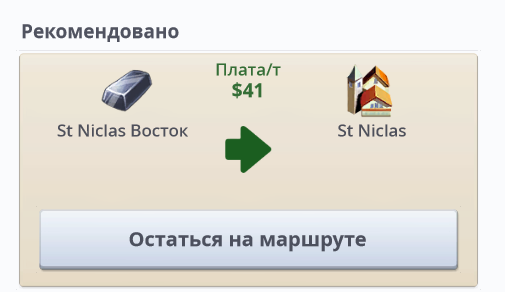 Рекомендовано
Плата/т
$41
St Niclas Восток
St Niclas
Остаться на маршруте